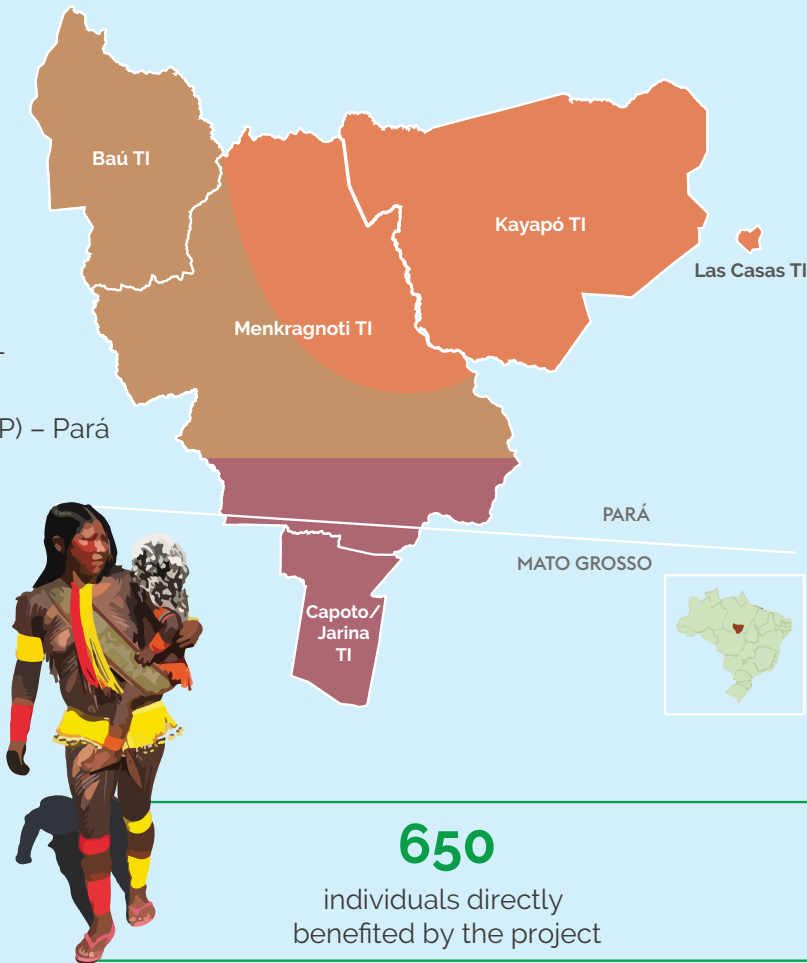 Baú TI
Kayapó TI
Las Casas TI
Menkragnoti TI
P) – Pará
PARÁ
MATO GROSSO
Capoto/
Jarina
TI
650
individuals directly
benefited by the project